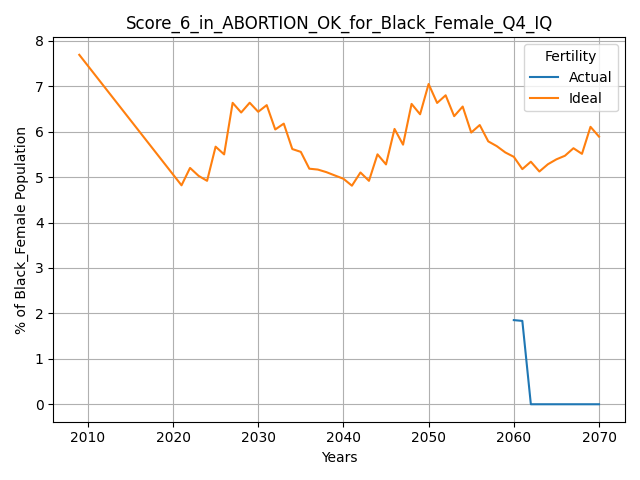 Score_6_in_ABORTION_OK_for_Black_Female_Q4_IQ
8
7
6
5
4
3
2
1
0
% of Black_Female Population
Fertility
Actual
Ideal
2010 2020 2030 2040 2050 2060 2070
Years